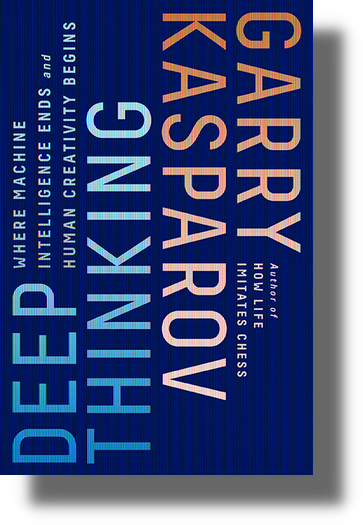 DEEP
THINKING
WHERE MACHINE
INTELLIGENCE ENDS and
HUMAN CREATIVITY BEGINS
GARRY
KASPAROV
Author of
HOW LIFE
IMITATES CHESS